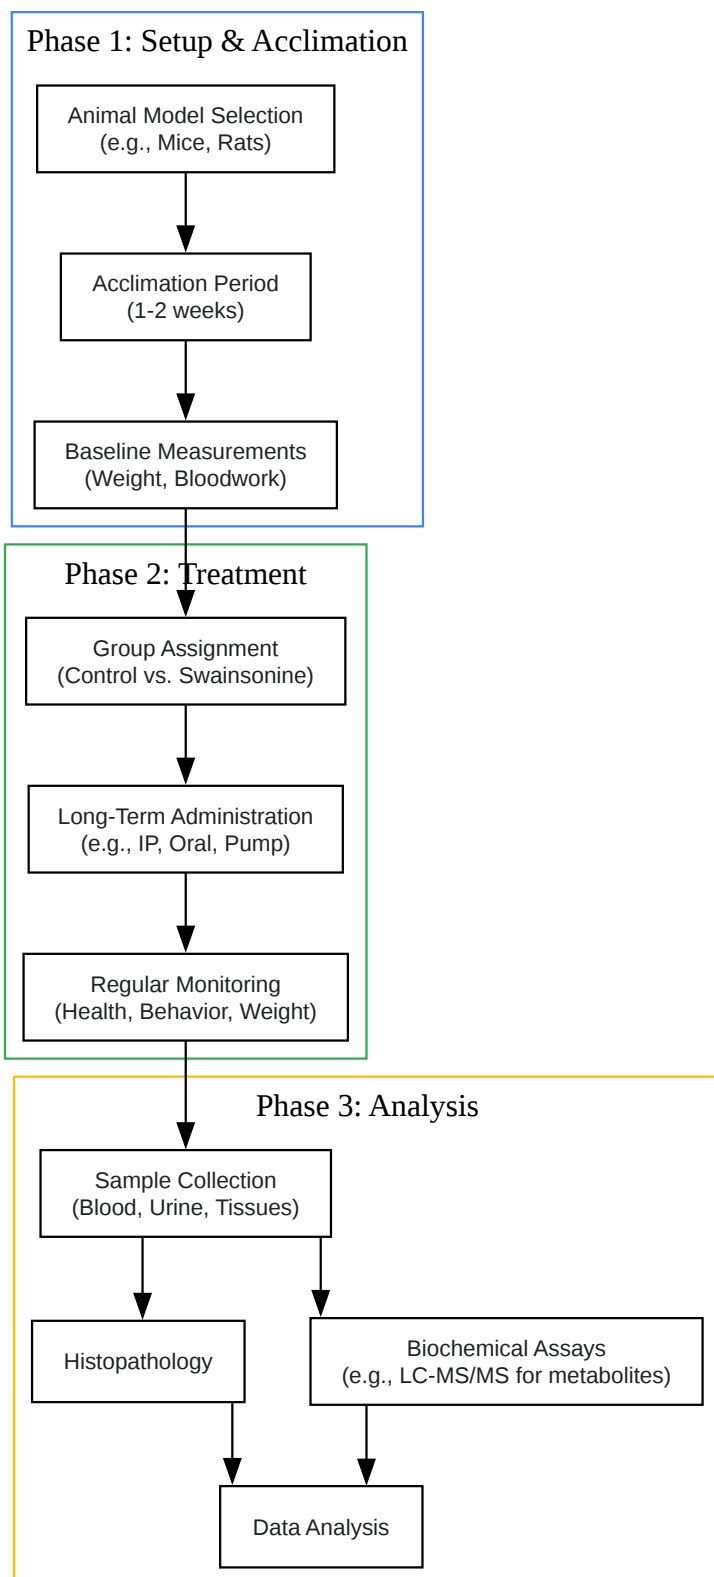 Phase 1: Setup & Acclimation
Animal Model Selection
(e.g., Mice, Rats)
Acclimation Period
(1-2 weeks)
Baseline Measurements
(Weight, Bloodwork)
Phase 2: Treatment
Group Assignment
(Control vs. Swainsonine)
Long-Term Administration
(e.g., IP, Oral, Pump)
Regular Monitoring
(Health, Behavior, Weight)
Phase 3: Analysis
Sample Collection
(Blood, Urine, Tissues)
Histopathology
Biochemical Assays
(e.g., LC-MS/MS for metabolites)
Data Analysis